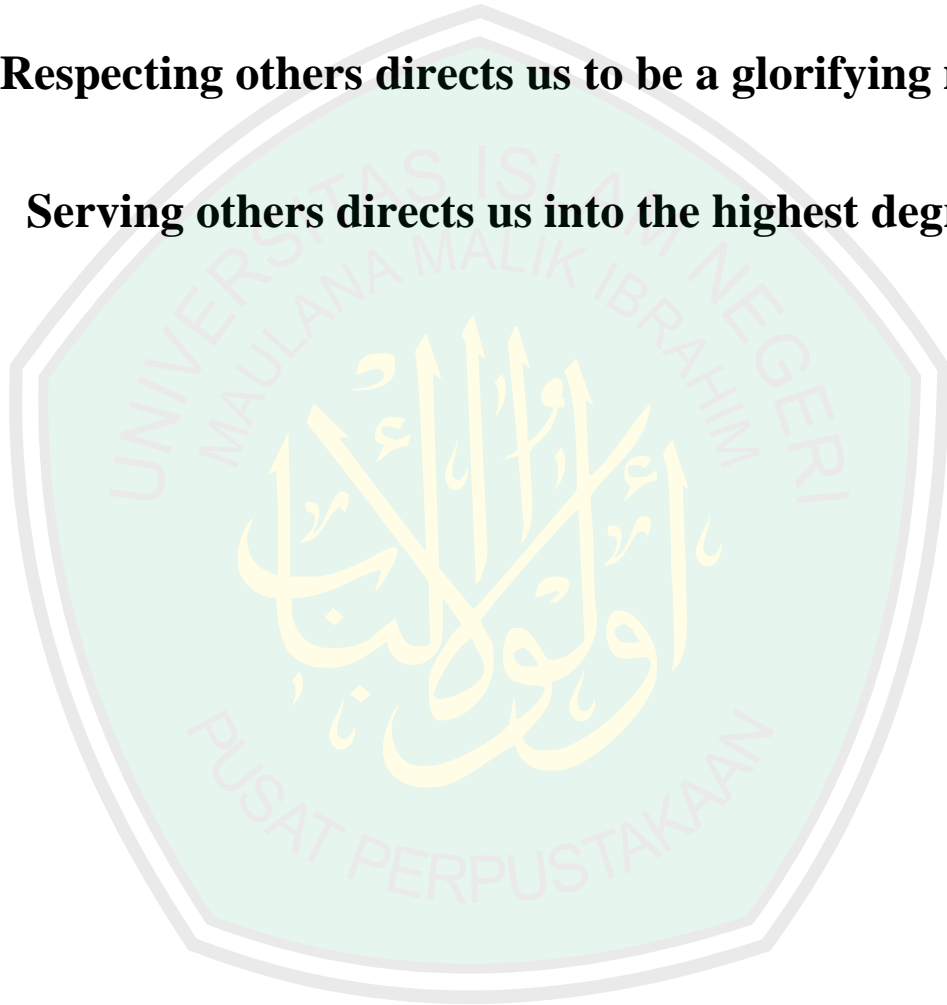 Respecting others directs us to be a glorifying
Serving others directs us into the highest
UNIVERSITAS ISLAM NEGERI
MAULANA MALIK IBRAHIM
أولوا الألباب
PUSAT PERPUSTAKAAN